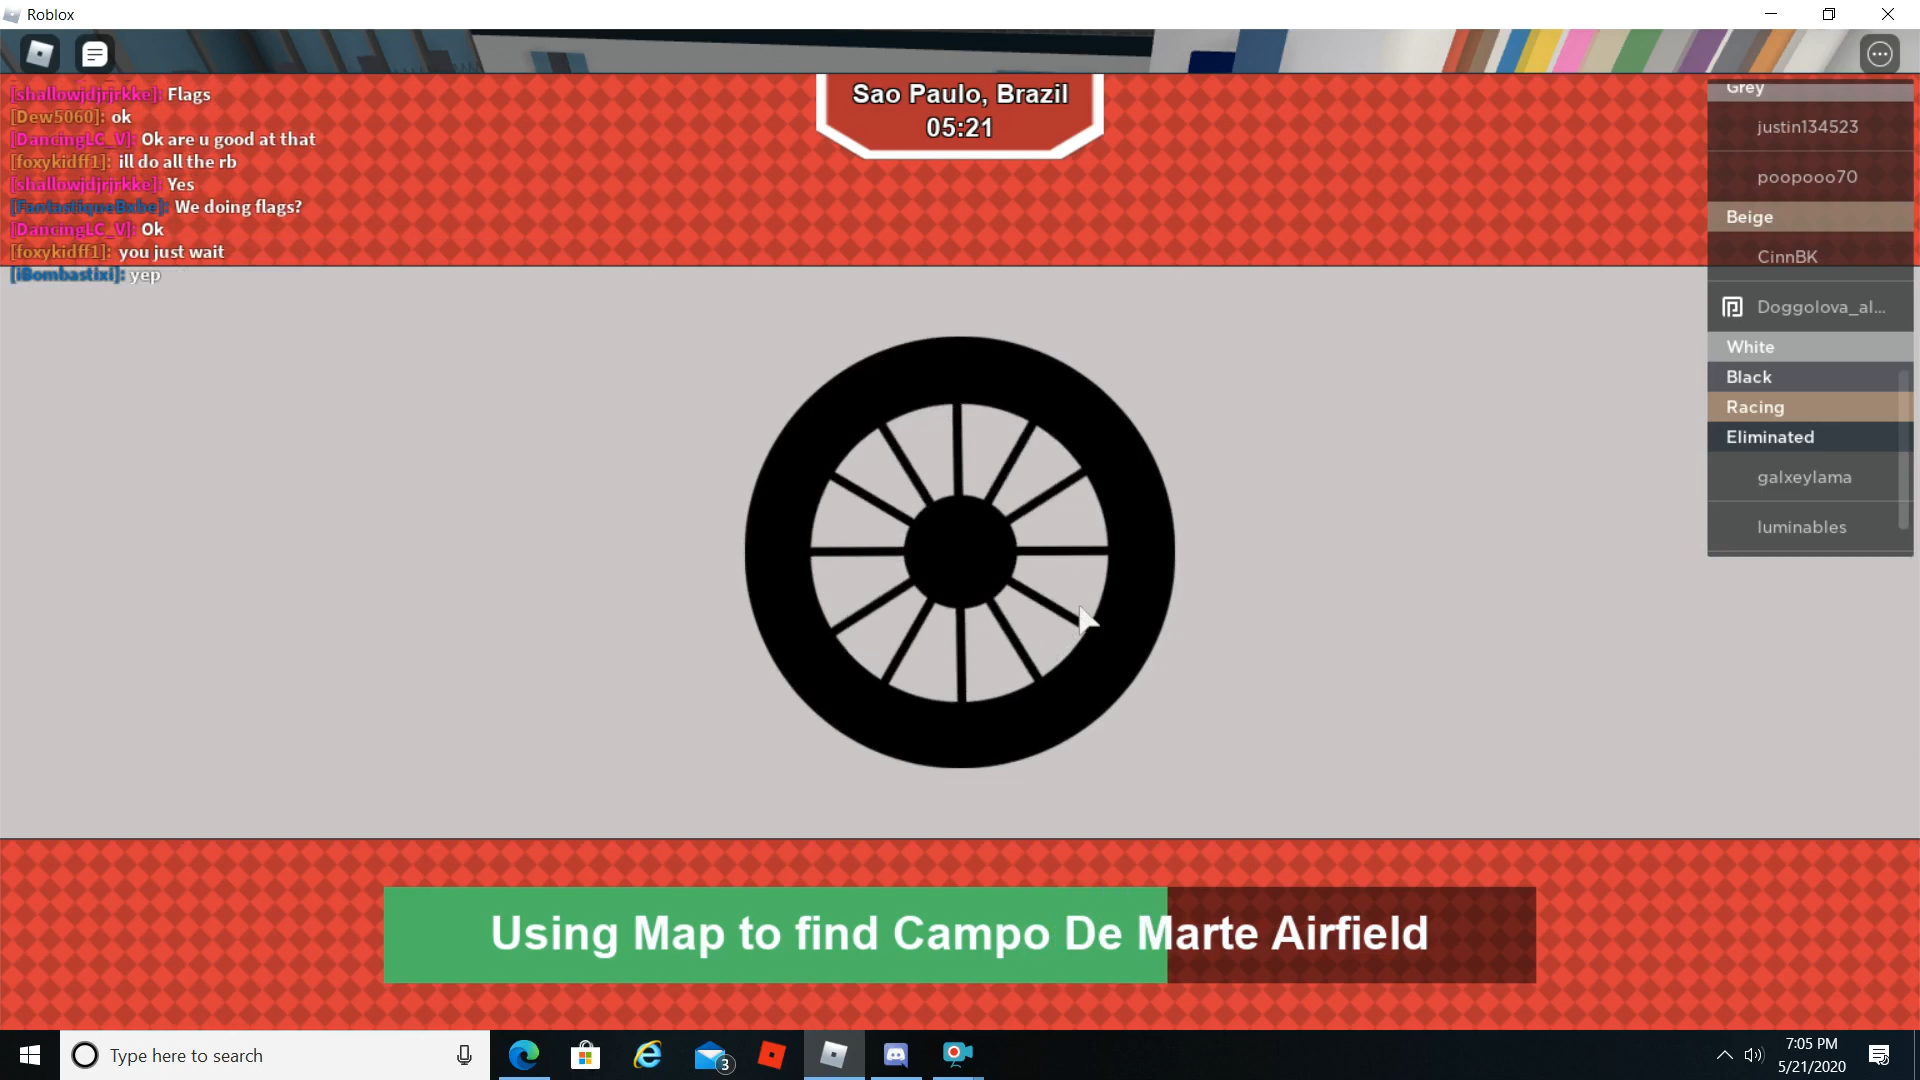 Roblox
[shallowjdjrjrkke]: Flags
[Dew5060]: ok
[DancingLC_V]: Ok are u good at that
[foxykidff1]: ill do all the rb
[shallowjdjrjrkke]: Yes
[FantastiqueBxbe]: We doing flags?
[DancingLC_V]: Ok
[foxykidff1]: you just wait
[iBombastixi]: yep
Sao Paulo, Brazil
05:21
Grey
justin134523
poopooo70
Beige
CinnBK
Doggolova_al...
White
Black
Racing
Eliminated
galxeylama
luminables
Using Map to find Campo De Marte Airfield
Type here to search
3
7:05 PM
5/21/2020